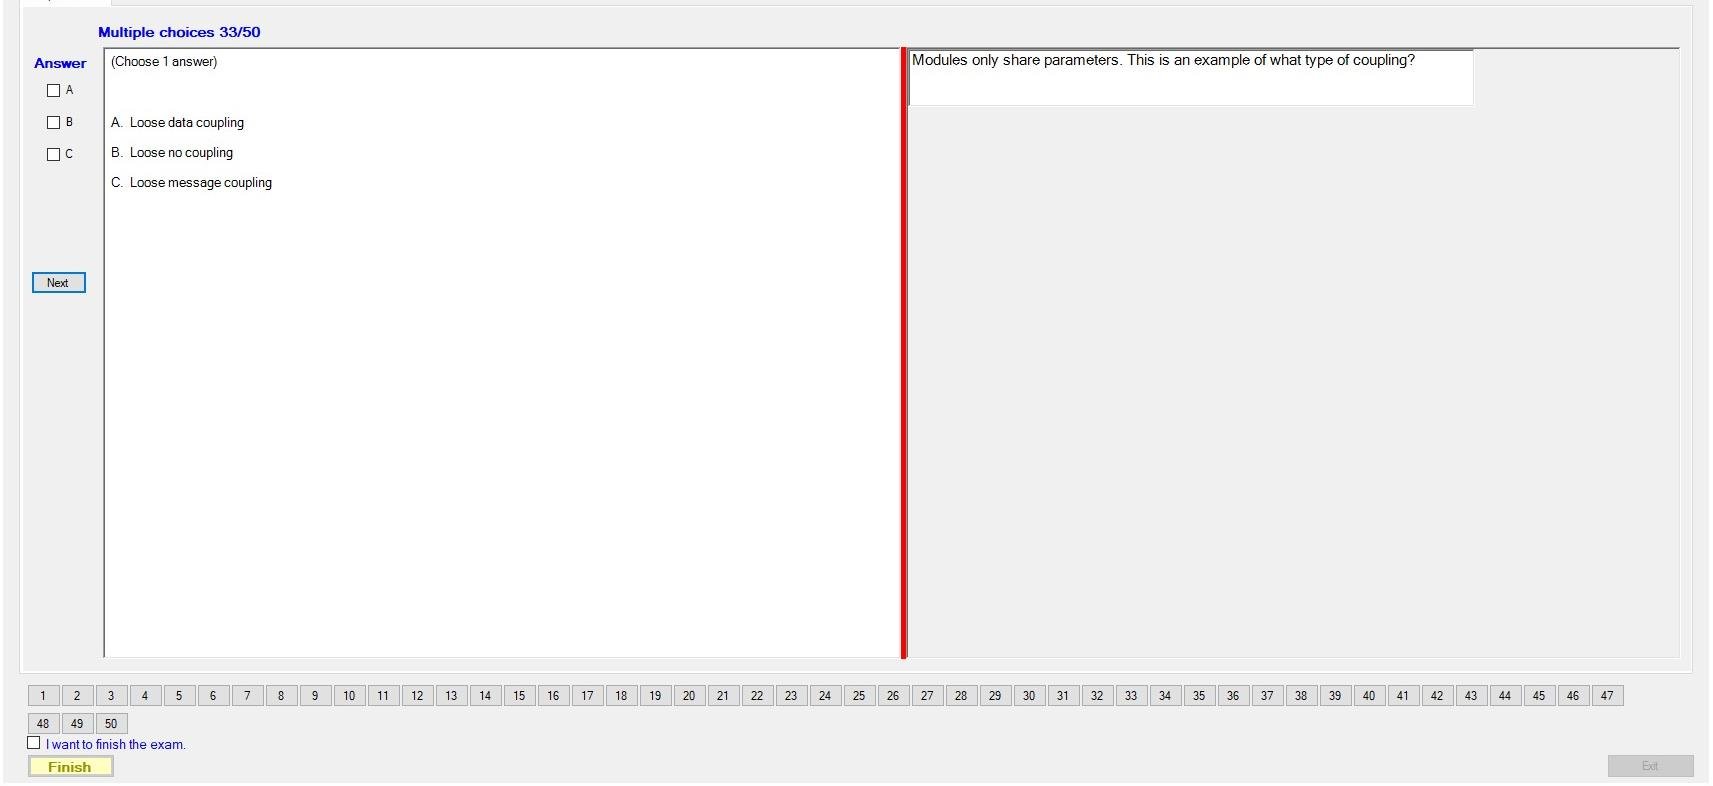 Multiple choices 33/50
Answer
A
B
C
Next
(Choose 1 answer)
A. Loose data coupling
B. Loose no coupling
C. Loose message coupling
Modules only share parameters. This is an example of what type of coupling?
1 2 3 4 5 6 7 8 9 10 11 12 13 14 15 16 17 18 19 20 21 22 23 24 25 26 27 28 29 30 31 32 33 34 35 36 37 38 39 40 41 42 43 44 45 46 47
48 49 50
I want to finish the exam.
Finish
Exit